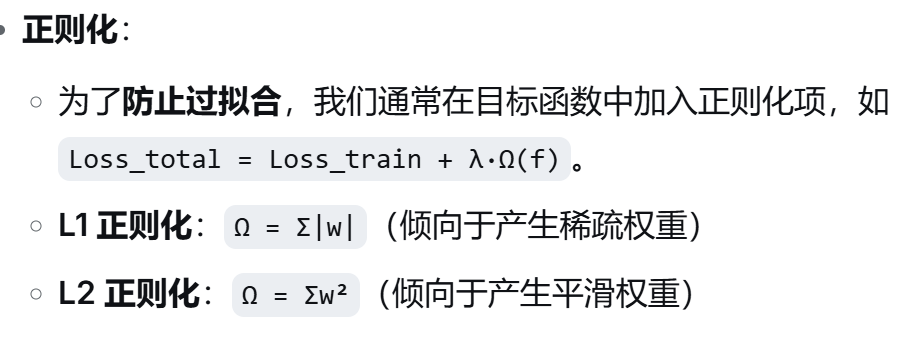 正则化：
为了防止过拟合，我们通常在目标函数中加入正则化项，如
Loss_total = Loss_train + λ·Ω(f)。
L1 正则化：Ω = Σ|w|（倾向于产生稀疏权重）
L2 正则化：Ω = Σw²（倾向于产生平滑权重）